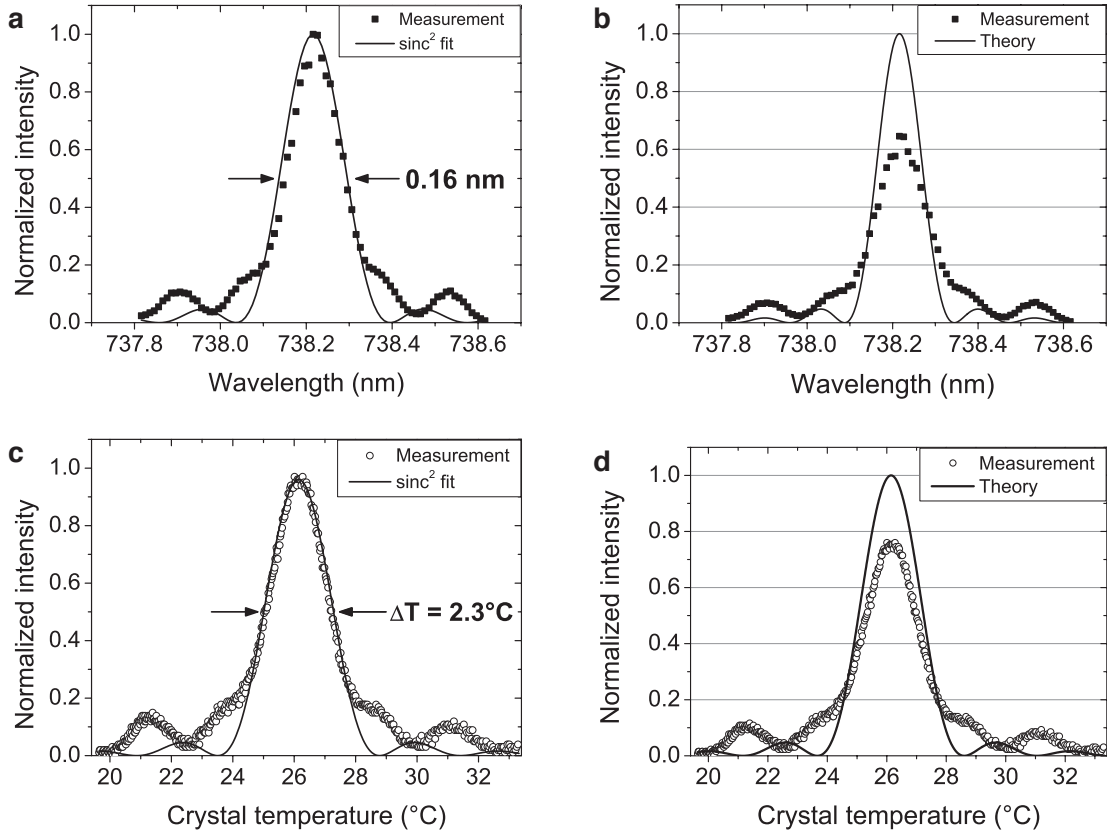 a
Measurement
sinc² fit
1.0
0.8
0.6
0.4
0.2
0.0
0.16 nm
Normalized intensity
737.8 738.0 738.2 738.4 738.6
Wavelength (nm)
b
Measurement
Theory
1.0
0.8
0.6
0.4
0.2
0.0
Normalized intensity
737.8 738.0 738.2 738.4 738.6
Wavelength (nm)
c
Measurement
sinc² fit
1.0
0.8
0.6
0.4
0.2
0.0
ΔT = 2.3°C
Normalized intensity
20 22 24 26 28 30 32
Crystal temperature (°C)
d
Measurement
Theory
1.0
0.8
0.6
0.4
0.2
0.0
Normalized intensity
20 22 24 26 28 30 32
Crystal temperature (°C)